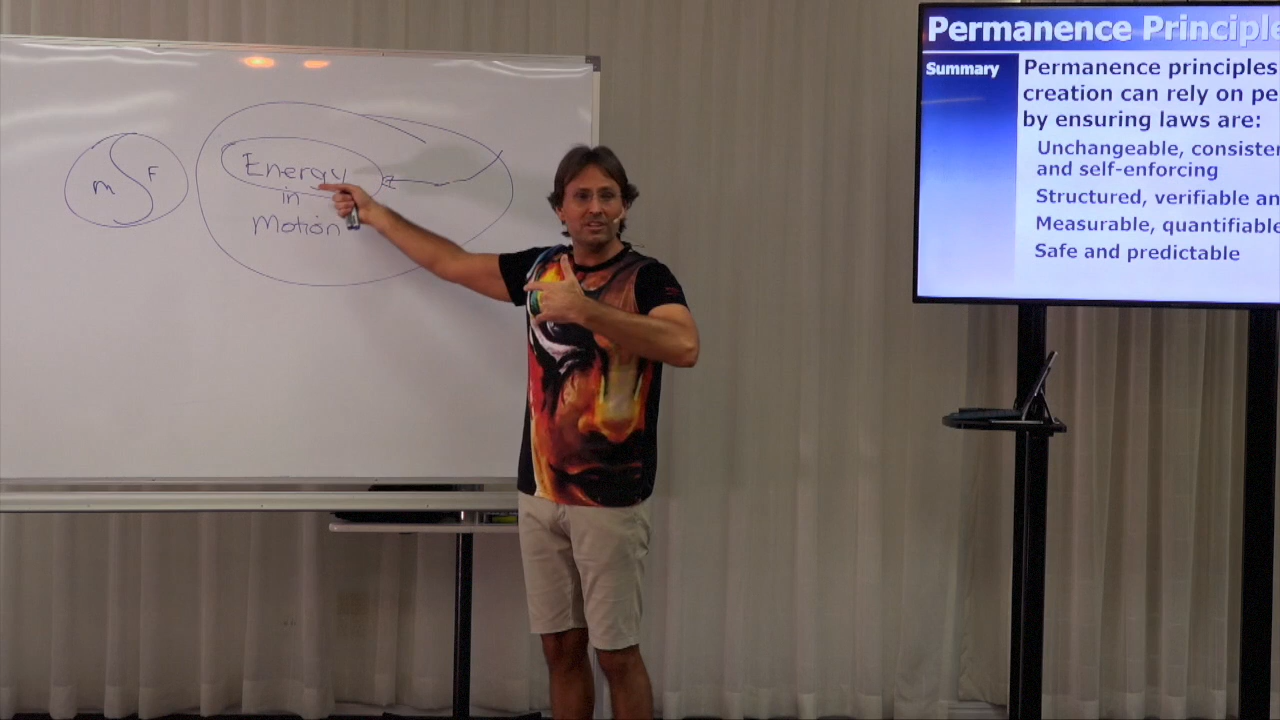 m F
Energy
in
Motion
Permanence Principle
Summary
Permanence principles
creation can rely on pe
by ensuring laws are:
Unchangeable, consisten
and self-enforcing
Structured, verifiable an
Measurable, quantifiable
Safe and predictable